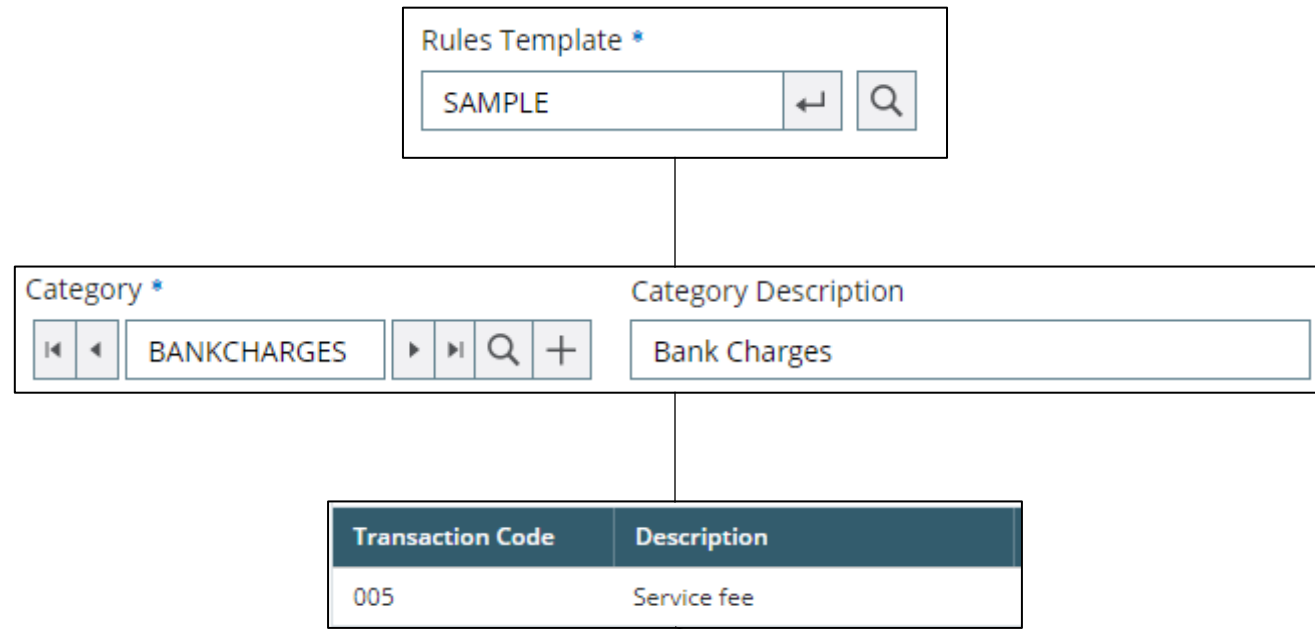 Rules Template *
SAMPLE
Category * Category Description
BANKCHARGES Bank Charges
Transaction Code Description
005 Service fee